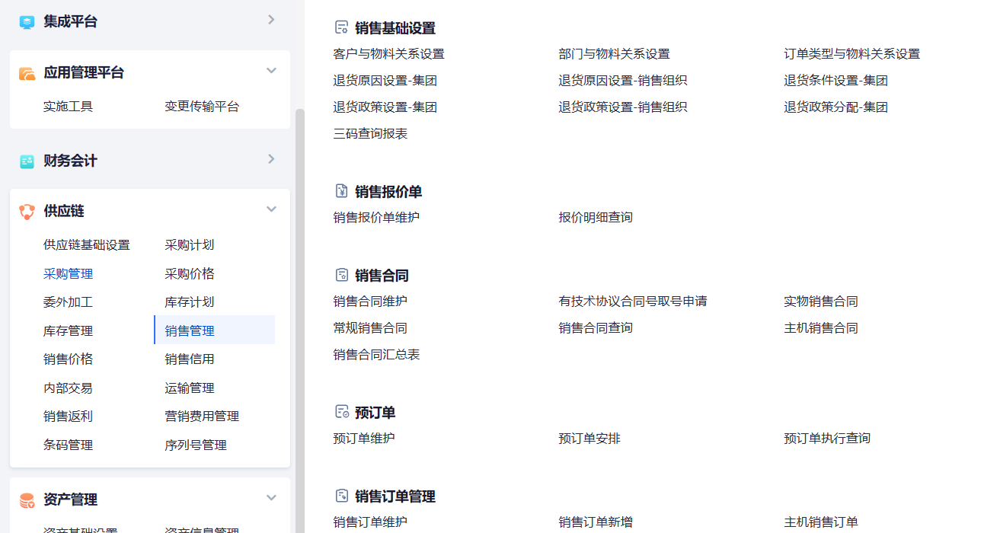 集成平台
应用管理平台
实施工具 变更传输平台
财务会计
供应链
供应链基础设置 采购计划
采购管理 采购价格
委外加工 库存计划
库存管理 销售管理
销售价格 销售信用
内部交易 运输管理
销售返利 营销费用管理
条码管理 序列号管理
资产管理
资产基础设置 资产信息管理
销售基础设置
客户与物料关系设置 部门与物料关系设置 订单类型与物料关系设置
退货原因设置-集团 退货原因设置-销售组织 退货条件设置-集团
退货政策设置-集团 退货政策设置-销售组织 退货政策分配-集团
三码查询报表
销售报价单
销售报价单维护 报价明细查询
销售合同
销售合同维护 有技术协议合同号取号申请 实物销售合同
常规销售合同 销售合同查询 主机销售合同
销售合同汇总表
预订单
预订单维护 预订单安排 预订单执行查询
销售订单管理
销售订单维护 销售订单新增 主机销售订单